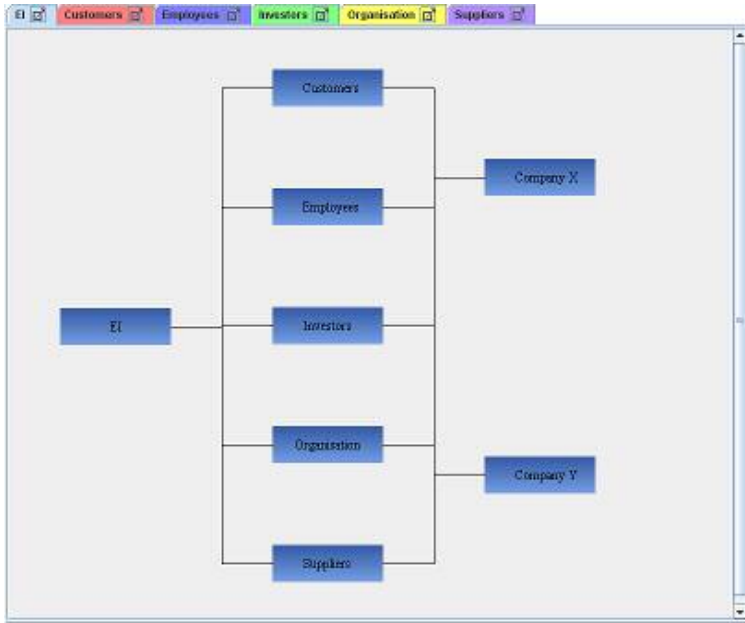 EI Customers Employees Investors Organisation Suppliers
Customers
Company X
Employees
EI
Investors
Organisation
Company Y
Suppliers